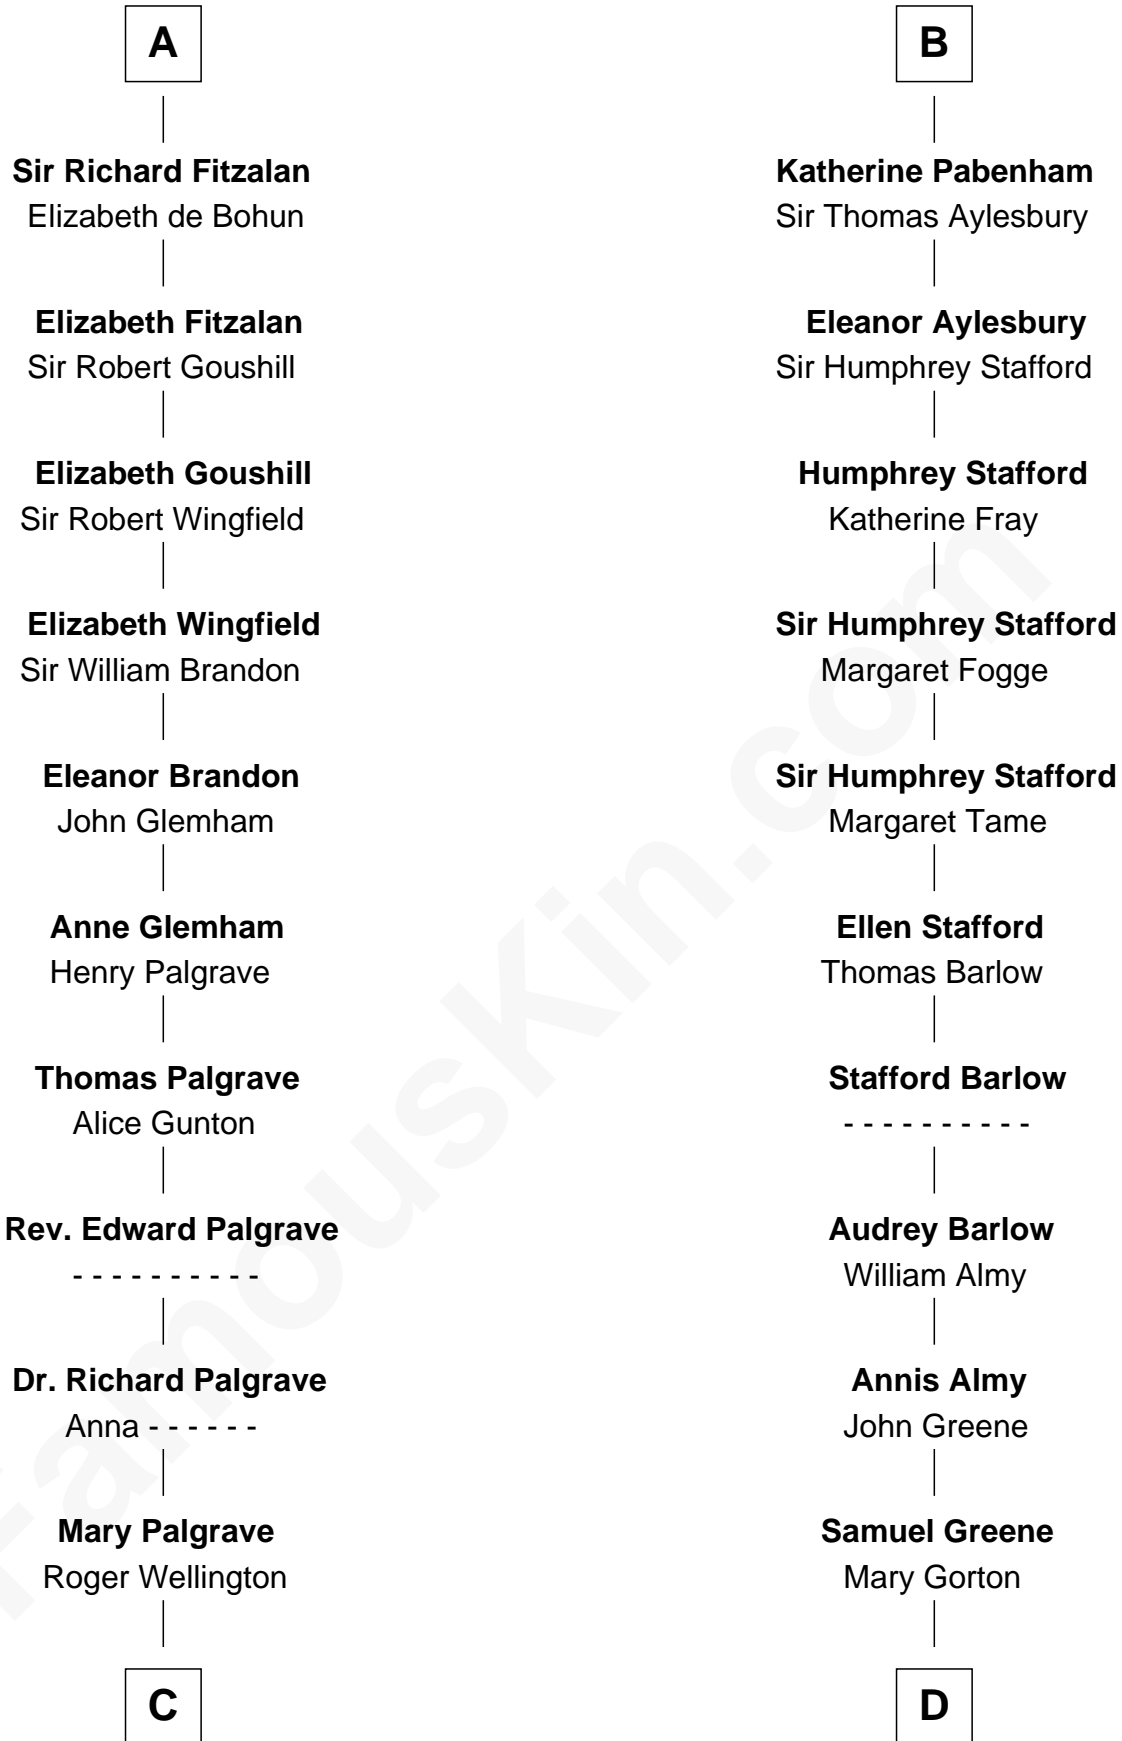 A
Sir Richard Fitzalan
Elizabeth de Bohun
Elizabeth Fitzalan
Sir Robert Goushill
Elizabeth Goushill
Sir Robert Wingfield
Elizabeth Wingfield
Sir William Brandon
Eleanor Brandon
John Glemham
Anne Glemham
Henry Palgrave
Thomas Palgrave
Alice Gunton
Rev. Edward Palgrave
- - - - - - - - - -
Dr. Richard Palgrave
Anna - - - - - -
Mary Palgrave
Roger Wellington
C
B
Katherine Pabenham
Sir Thomas Aylesbury
Eleanor Aylesbury
Sir Humphrey Stafford
Humphrey Stafford
Katherine Fray
Sir Humphrey Stafford
Margaret Fogge
Sir Humphrey Stafford
Margaret Tame
Ellen Stafford
Thomas Barlow
Stafford Barlow
- - - - - - - - - -
Audrey Barlow
William Almy
Annis Almy
John Greene
Samuel Greene
Mary Gorton
D
FamousKin.com